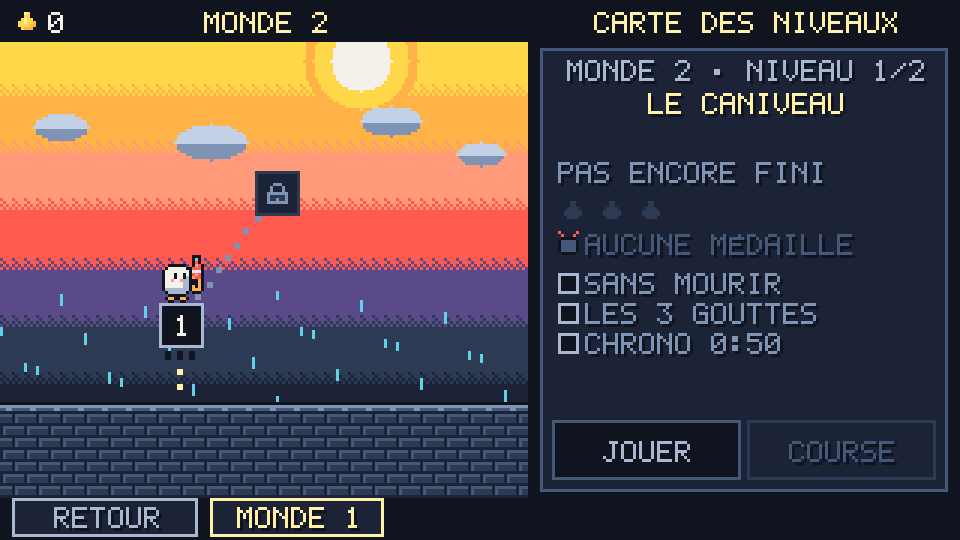 0
MONDE 2
CARTE DES NIVEAUX
MONDE 2 · NIVEAU 1/2
LE CANIVEAU
PAS ENCORE FINI
AUCUNE MéDAILLE
SANS MOURIR
LES 3 GOUTTES
CHRONO 0:50
1
JOUER
COURSE
RETOUR
MONDE 1